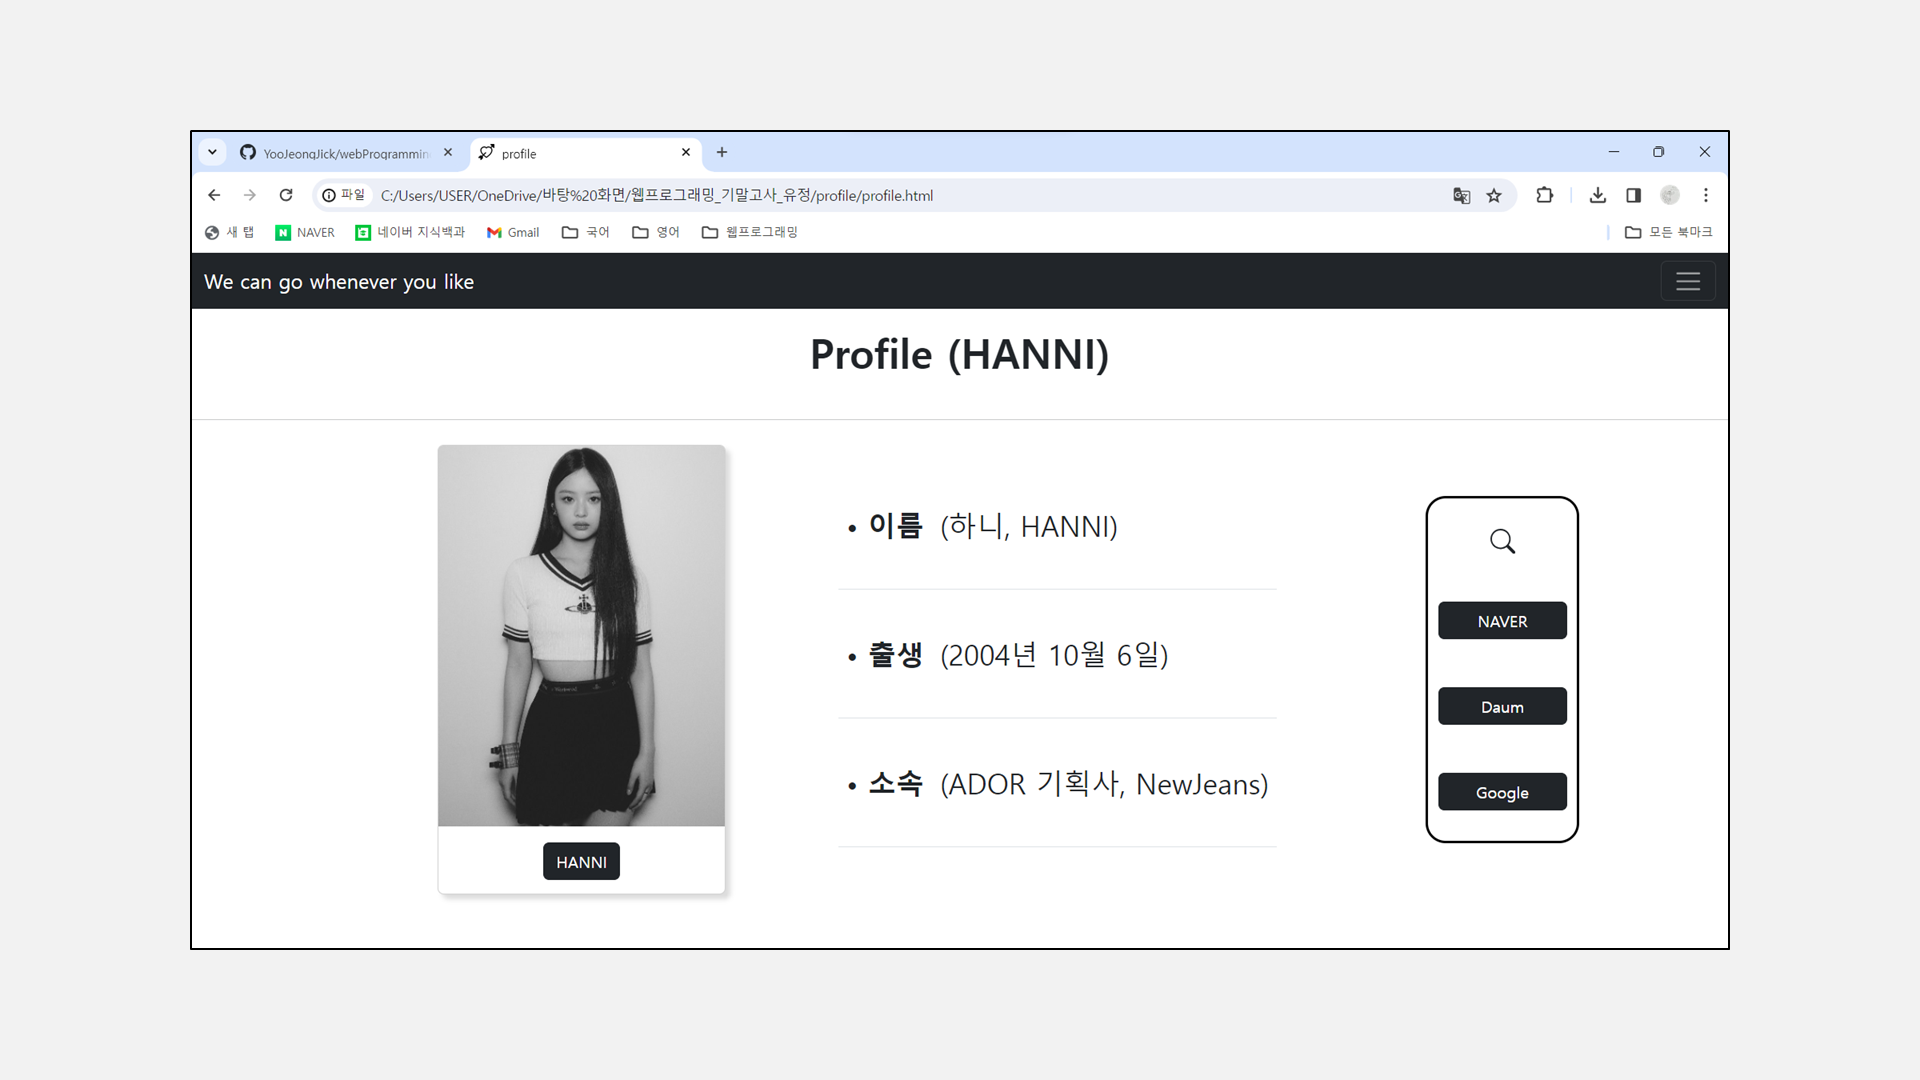 YooJeongJick/webProgrammin
profile
파일
C:/Users/USER/OneDrive/바탕%20화면/웹프로그래밍_기말고사_유정/profile/profile.html
새 탭
NAVER
네이버 지식백과
Gmail
국어
영어
웹프로그래밍
모든 북마크
We can go whenever you like
Profile (HANNI)
• 이름 (하니, HANNI)
• 출생 (2004년 10월 6일)
• 소속 (ADOR 기획사, NewJeans)
HANNI
NAVER
Daum
Google